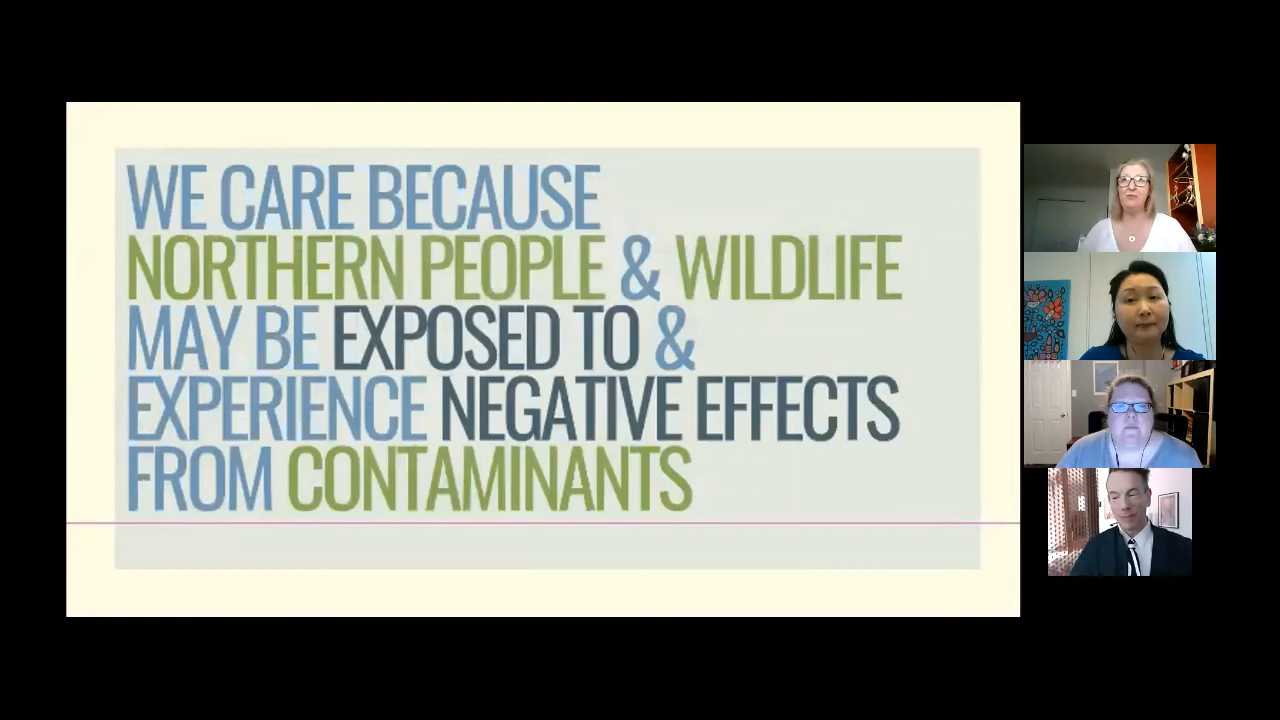 WE CARE BECAUSE
NORTHERN PEOPLE & WILDLIFE
MAY BE EXPOSED TO &
EXPERIENCE NEGATIVE EFFECTS
FROM CONTAMINANTS